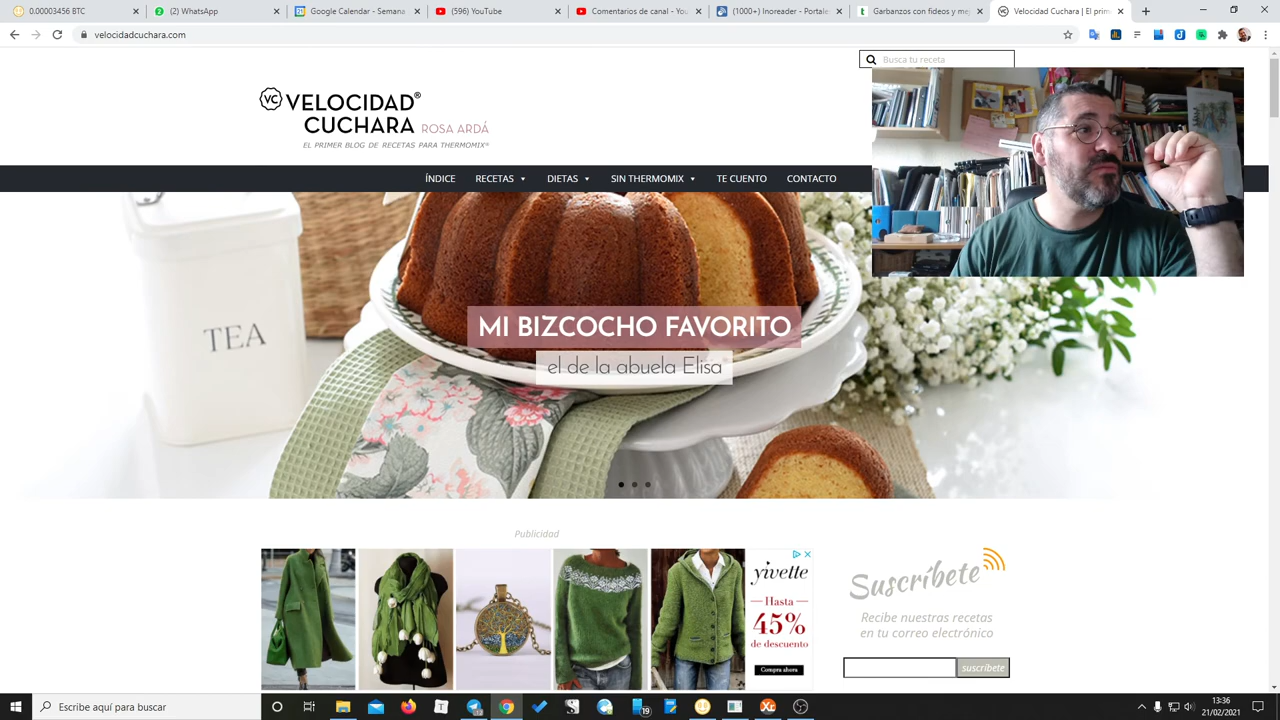 0.00003456 BTC
(2) WhatsApp
Google Calendar - Semana
(596) YouTube
Comentarios del canal - You
Inoreader - Portales
Garbanzos con fideos y mej
Velocidad Cuchara | El prim
velocidadcuchara.com
Busca tu receta
VC VELOCIDAD®
CUCHARA ROSA ARDÁ
EL PRIMER BLOG DE RECETAS PARA THERMOMIX®
ÍNDICE RECETAS DIETAS SIN THERMOMIX TE CUENTO CONTACTO
TEA
MI BIZCOCHO FAVORITO
el de la abuela Elisa
Publicidad
yivette
Hasta
45%
de descuento
Compra ahora
Suscríbete
Recibe nuestras recetas
en tu correo electrónico
suscríbete
Escribe aquí para buscar
19
13:36
21/02/2021